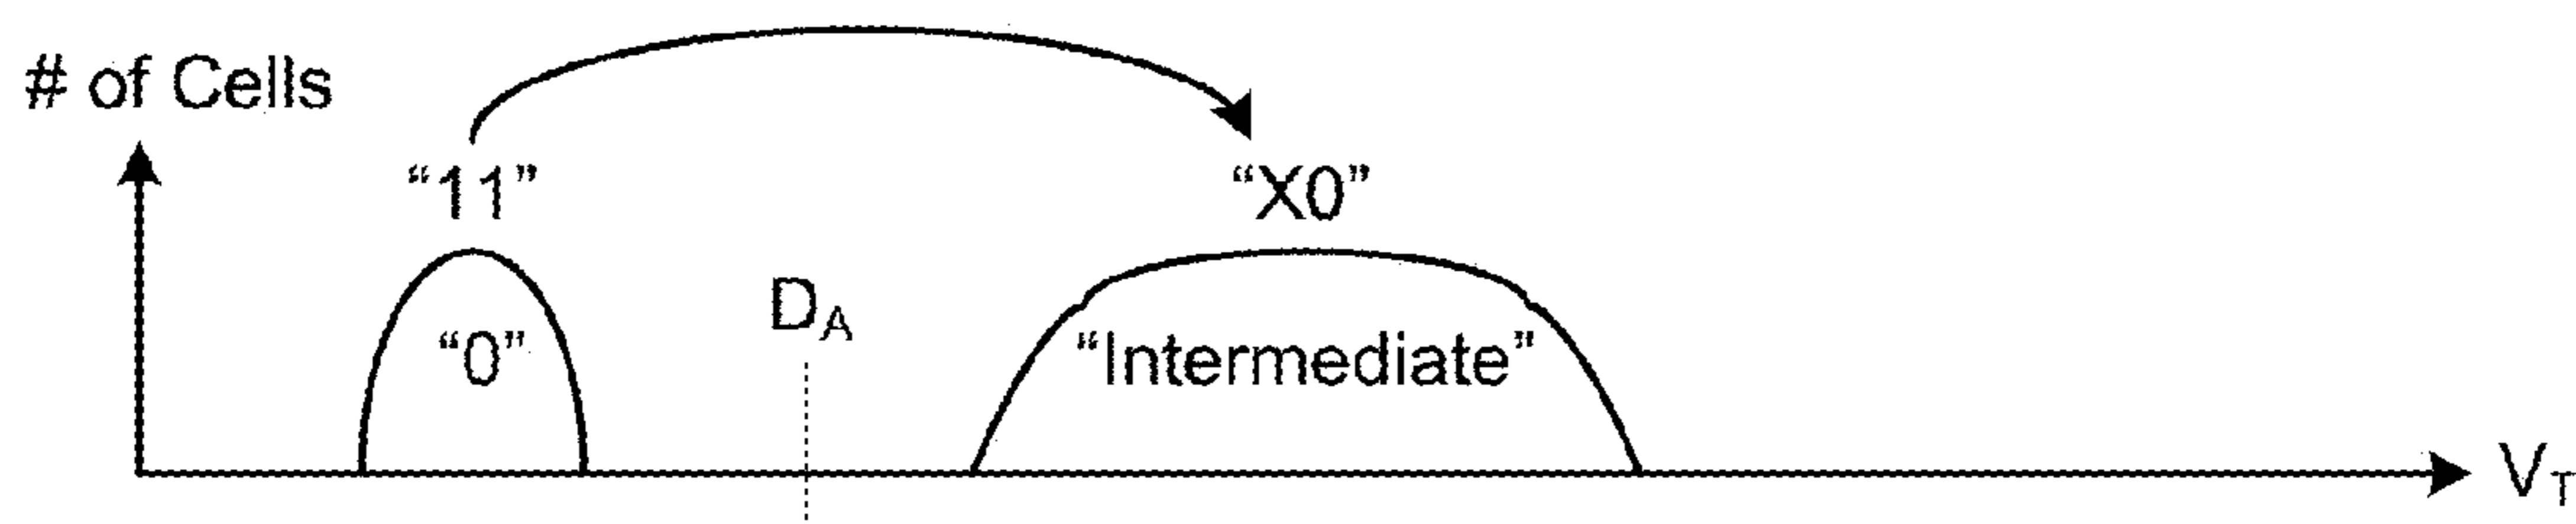 # of Cells
“11”
“X0”
D_A
“0”
“Intermediate”
V_T